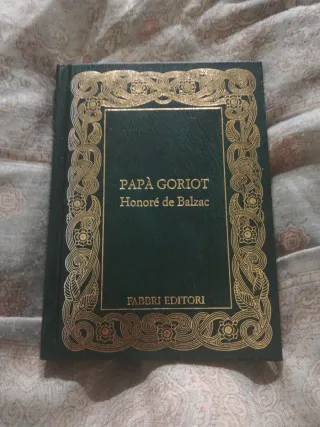 PAPÀ GORIOT
Honoré de Balzac
FABBRI EDITORI